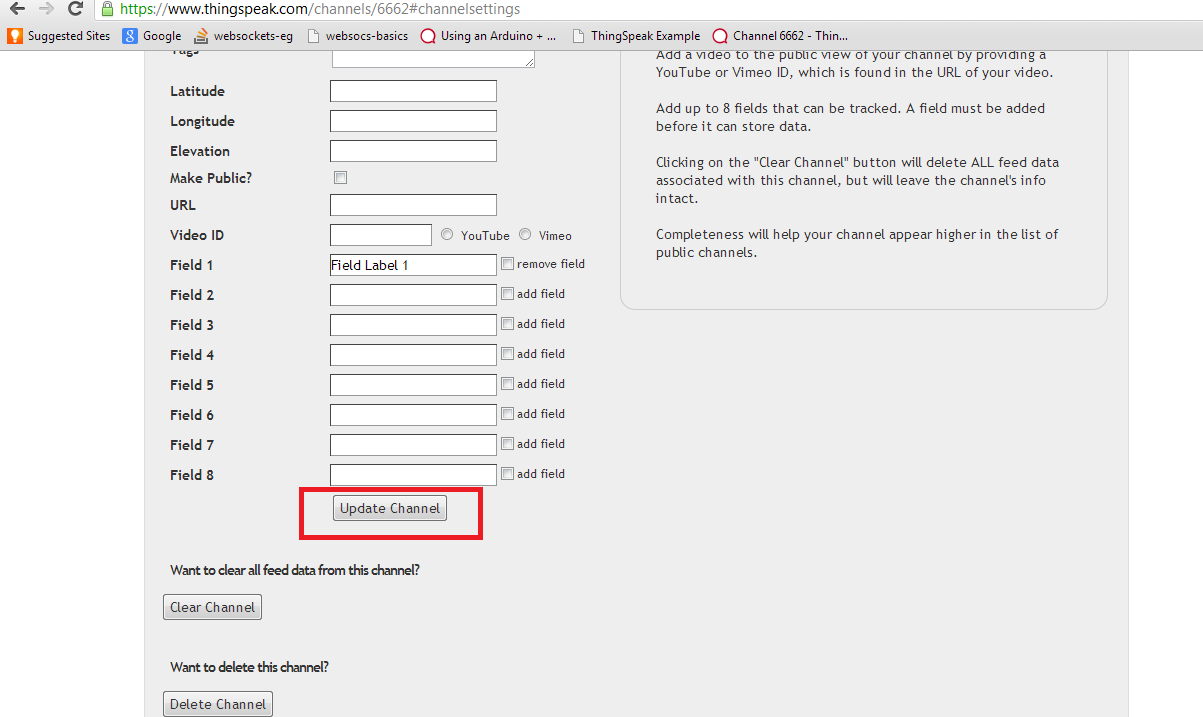 https://www.thingspeak.com/channels/6662#channelsettings
Suggested Sites Google websockets-eg websocs-basics Using an Arduino + ... ThingSpeak Example Channel 6662 - Thin...
Tags
Latitude
Longitude
Elevation
Make Public?
URL
Video ID YouTube Vimeo
Field 1 Field Label 1 remove field
Field 2 add field
Field 3 add field
Field 4 add field
Field 5 add field
Field 6 add field
Field 7 add field
Field 8 add field
Update Channel
Want to clear all feed data from this channel?
Clear Channel
Want to delete this channel?
Delete Channel
Add a video to the public view of your channel by providing a
YouTube or Vimeo ID, which is found in the URL of your video.
Add up to 8 fields that can be tracked. A field must be added
before it can store data.
Clicking on the "Clear Channel" button will delete ALL feed data
associated with this channel, but will leave the channel's info
intact.
Completeness will help your channel appear higher in the list of
public channels.